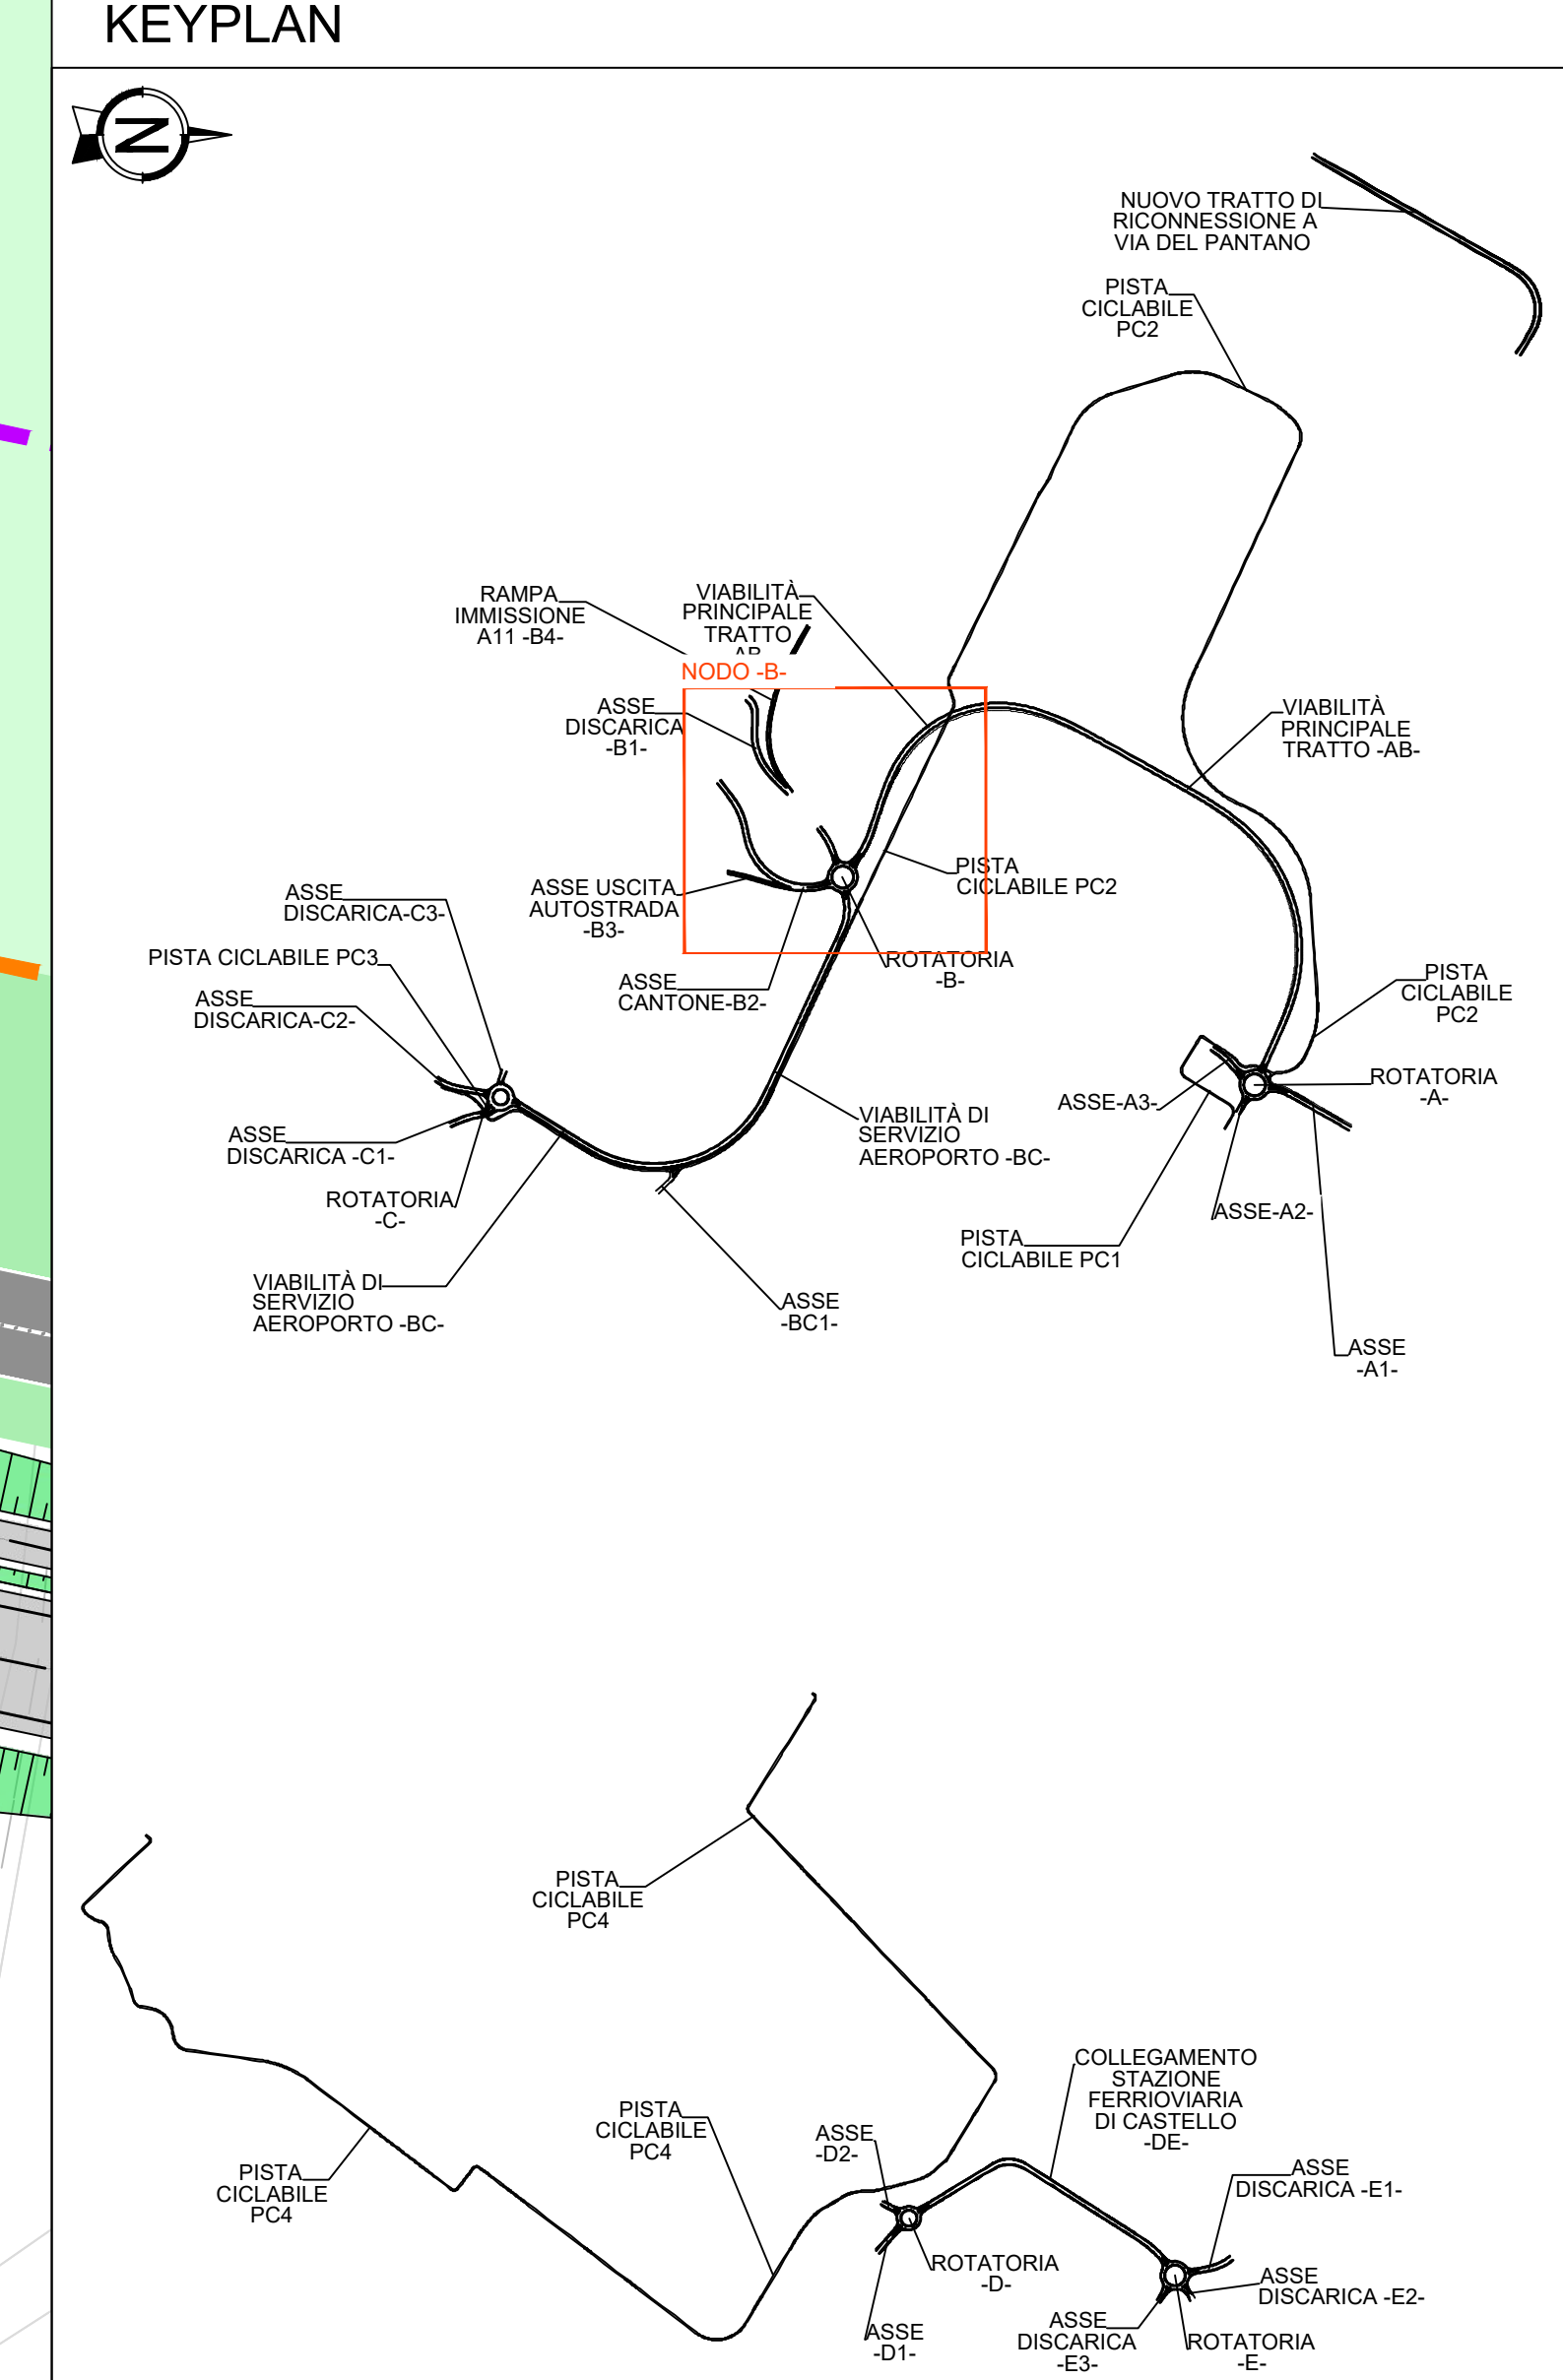 KEYPLAN
N
NUOVO TRATTO DI
RICONNESSIONE A
VIA DEL PANTANO
PISTA
CICLABILE
PC2
RAMPA
IMMISSIONE
A11 -B4-
VIABILITÀ
PRINCIPALE
TRATTO
NODO -B-
ASSE
DISCARICA
-B1-
VIABILITÀ
PRINCIPALE
TRATTO -AB-
PISTA
CICLABILE PC2
ASSE USCITA
AUTOSTRADA
-B3-
ASSE
DISCARICA-C3-
PISTA CICLABILE PC3
ASSE
DISCARICA-C2-
ASSE
CANTONE-B2-
ROTATORIA
-B-
PISTA
CICLABILE
PC2
ROTATORIA
-A-
ASSE-A3-
VIABILITÀ DI
SERVIZIO
AEROPORTO -BC-
ASSE
DISCARICA -C1-
ROTATORIA
-C-
ASSE-A2-
PISTA
CICLABILE PC1
VIABILITÀ DI
SERVIZIO
AEROPORTO -BC-
ASSE
-BC1-
ASSE
-A1-
PISTA
CICLABILE
PC4
COLLEGAMENTO
STAZIONE
FERRIOVIARIA
DI CASTELLO
-DE-
PISTA
CICLABILE
PC4
ASSE
-D2-
PISTA
CICLABILE
PC4
ASSE
DISCARICA -E1-
ROTATORIA
-D-
ASSE
DISCARICA -E2-
ASSE
-D1-
ASSE
DISCARICA
-E3-
ROTATORIA
-E-